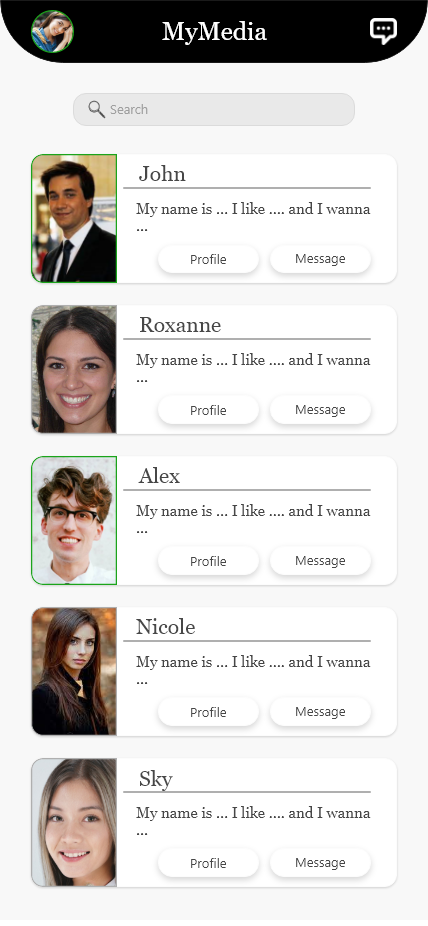 MyMedia
Search
John
My name is ... I like .... and I wanna
...
Profile Message
Roxanne
My name is ... I like .... and I wanna
...
Profile Message
Alex
My name is ... I like .... and I wanna
...
Profile Message
Nicole
My name is ... I like .... and I wanna
...
Profile Message
Sky
My name is ... I like .... and I wanna
...
Profile Message